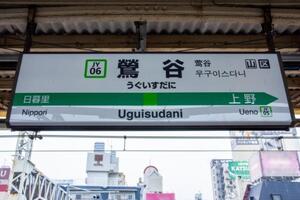 JY
06
鶯谷
うぐいすだに
鶯谷
우구이스다니
山 区
日暮里
Nippori
Uguisudani
上野
Ueno
JY
05
KATS